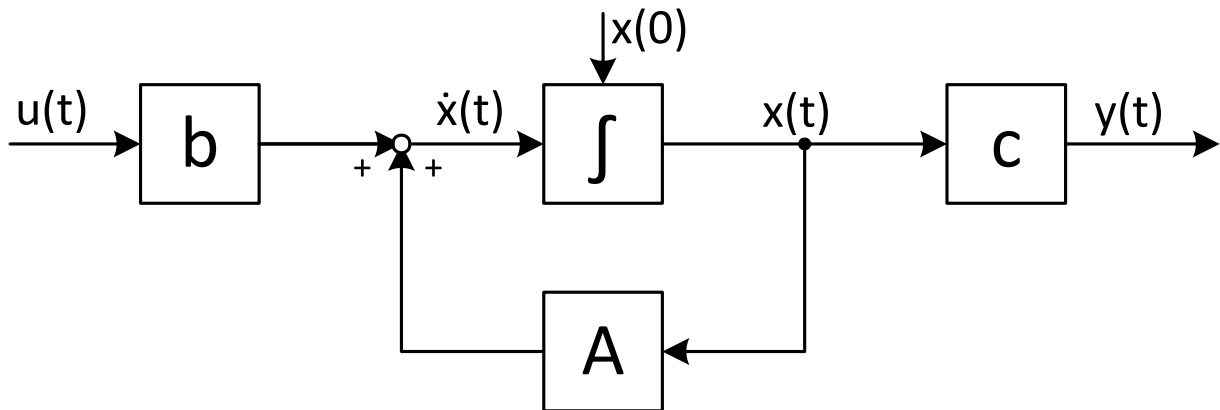 x(0)
u(t)
b
ẋ(t)
∫
x(t)
c
y(t)
+
+
A